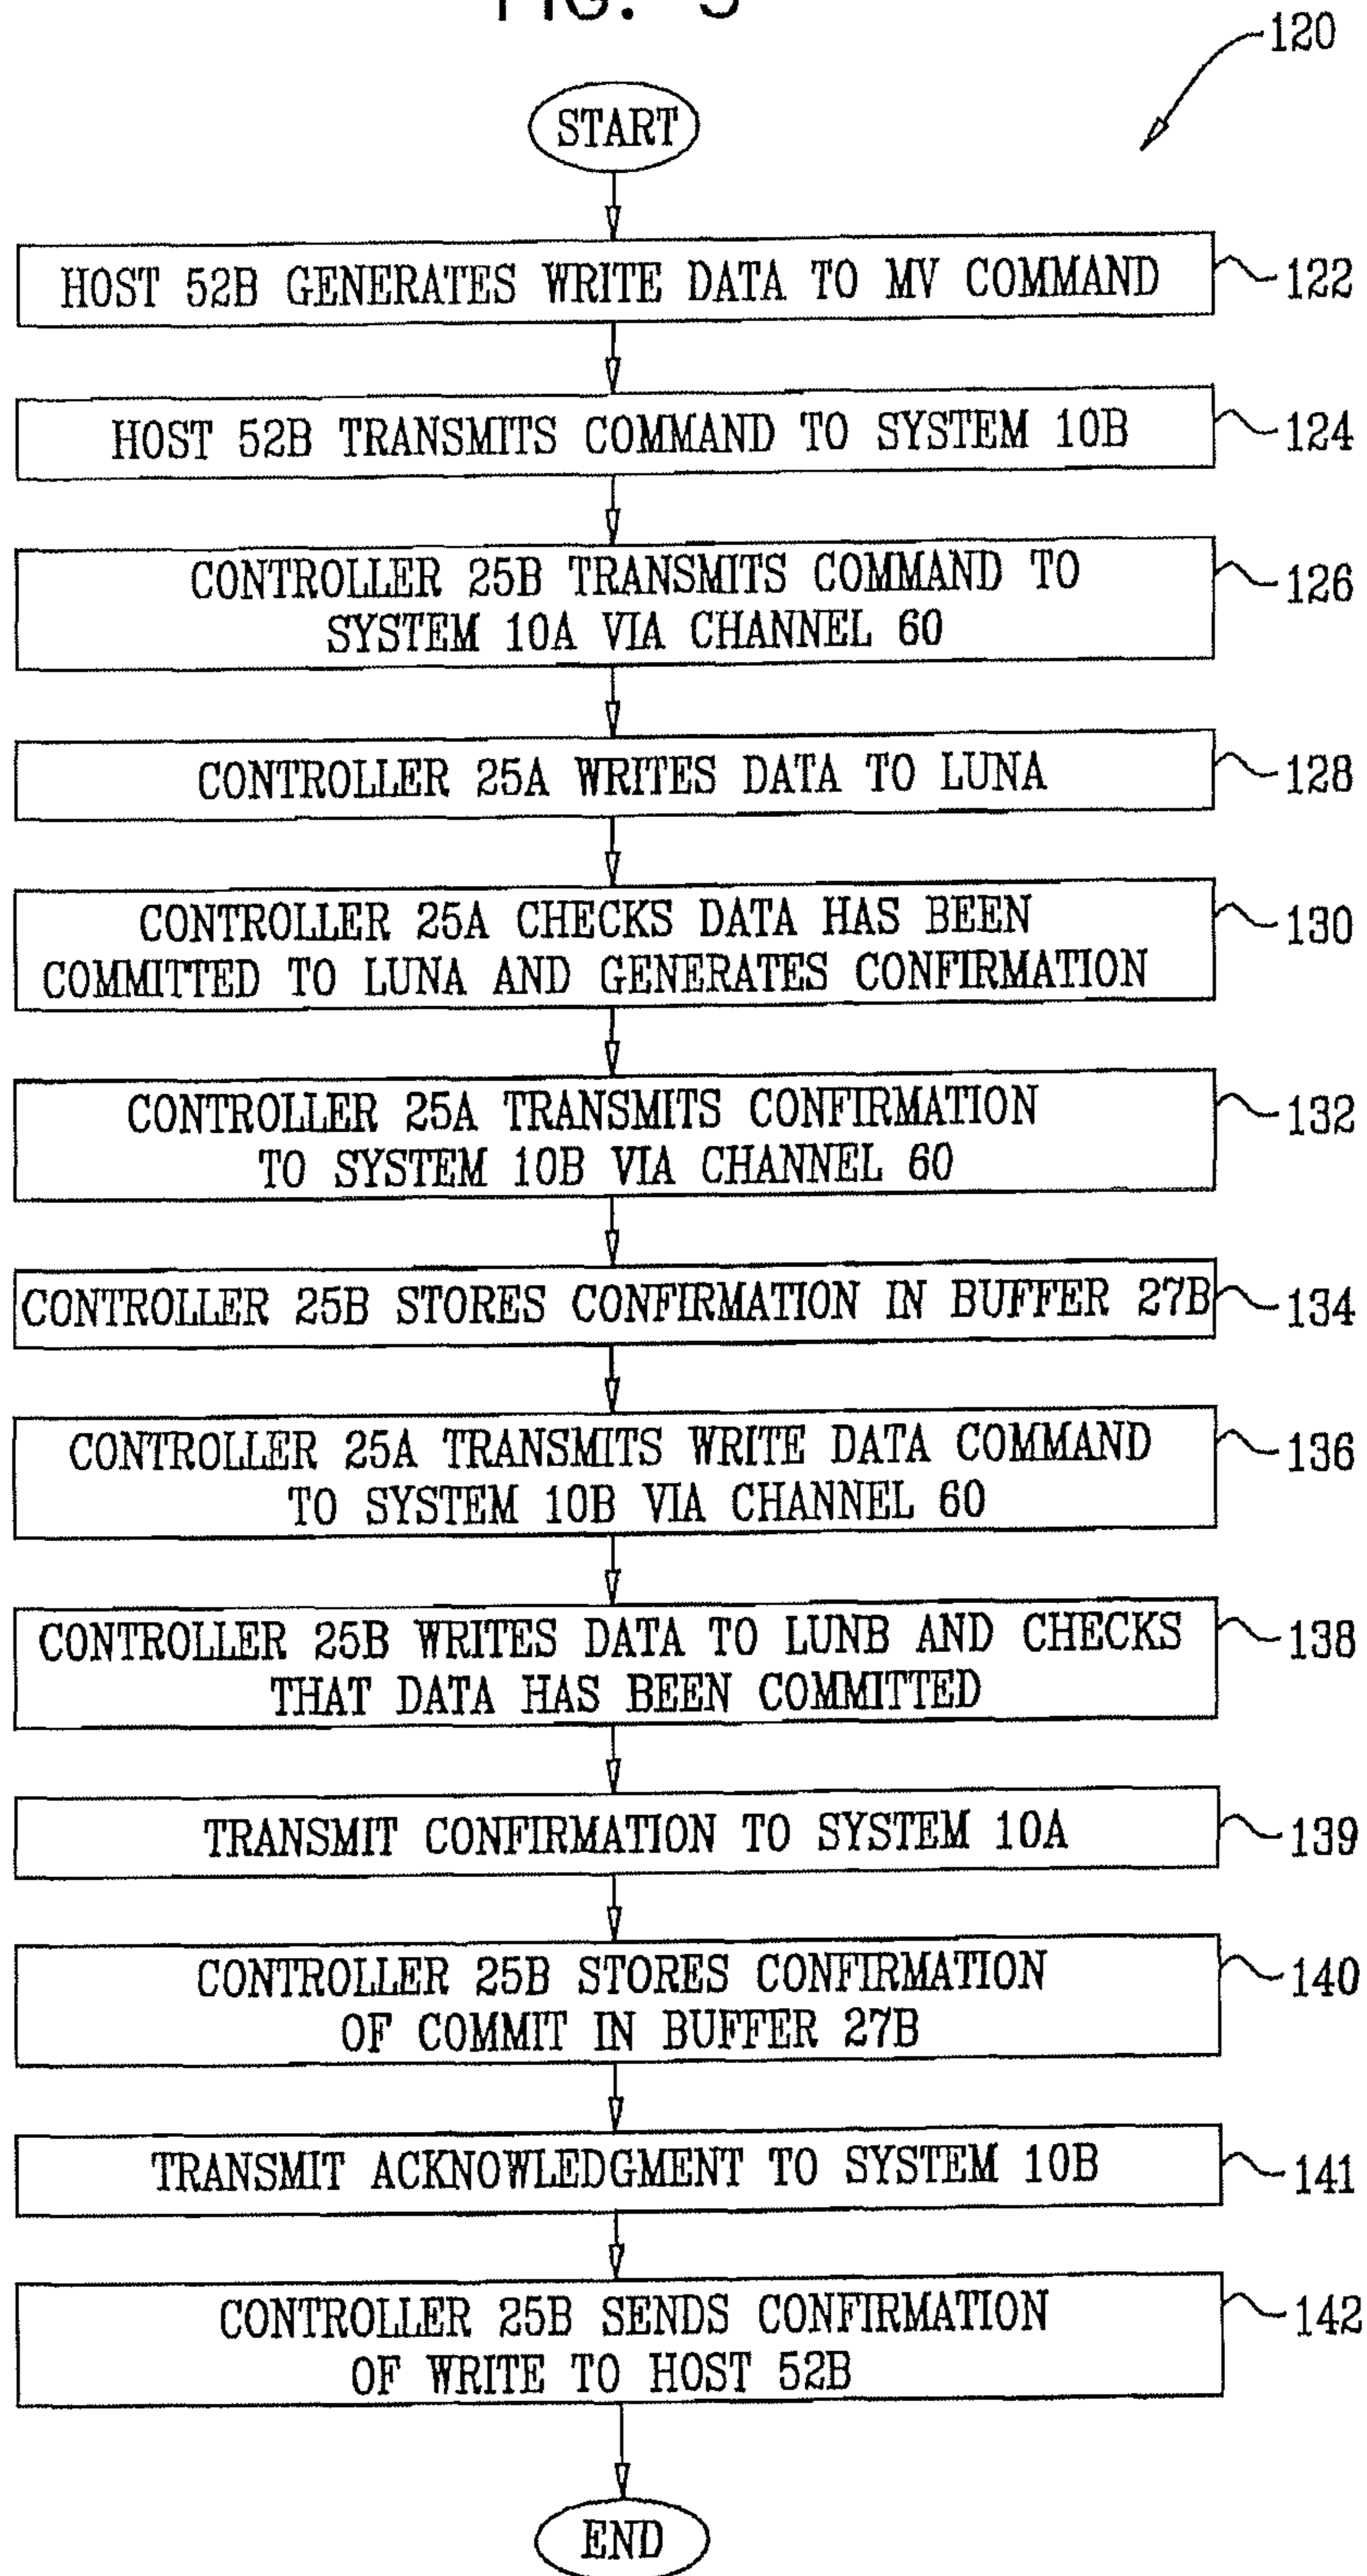 FIG. 5
120
START
HOST 52B GENERATES WRITE DATA TO MV COMMAND
122
HOST 52B TRANSMITS COMMAND TO SYSTEM 10B
124
CONTROLLER 25B TRANSMITS COMMAND TO
SYSTEM 10A VIA CHANNEL 60
126
CONTROLLER 25A WRITES DATA TO LUNA
128
CONTROLLER 25A CHECKS DATA HAS BEEN
COMMITTED TO LUNA AND GENERATES CONFIRMATION
130
CONTROLLER 25A TRANSMITS CONFIRMATION
TO SYSTEM 10B VIA CHANNEL 60
132
CONTROLLER 25B STORES CONFIRMATION IN BUFFER 27B
134
CONTROLLER 25A TRANSMITS WRITE DATA COMMAND
TO SYSTEM 10B VIA CHANNEL 60
136
CONTROLLER 25B WRITES DATA TO LUNB AND CHECKS
THAT DATA HAS BEEN COMMITTED
138
TRANSMIT CONFIRMATION TO SYSTEM 10A
139
CONTROLLER 25B STORES CONFIRMATION
OF COMMIT IN BUFFER 27B
140
TRANSMIT ACKNOWLEDGMENT TO SYSTEM 10B
141
CONTROLLER 25B SENDS CONFIRMATION
OF WRITE TO HOST 52B
142
END